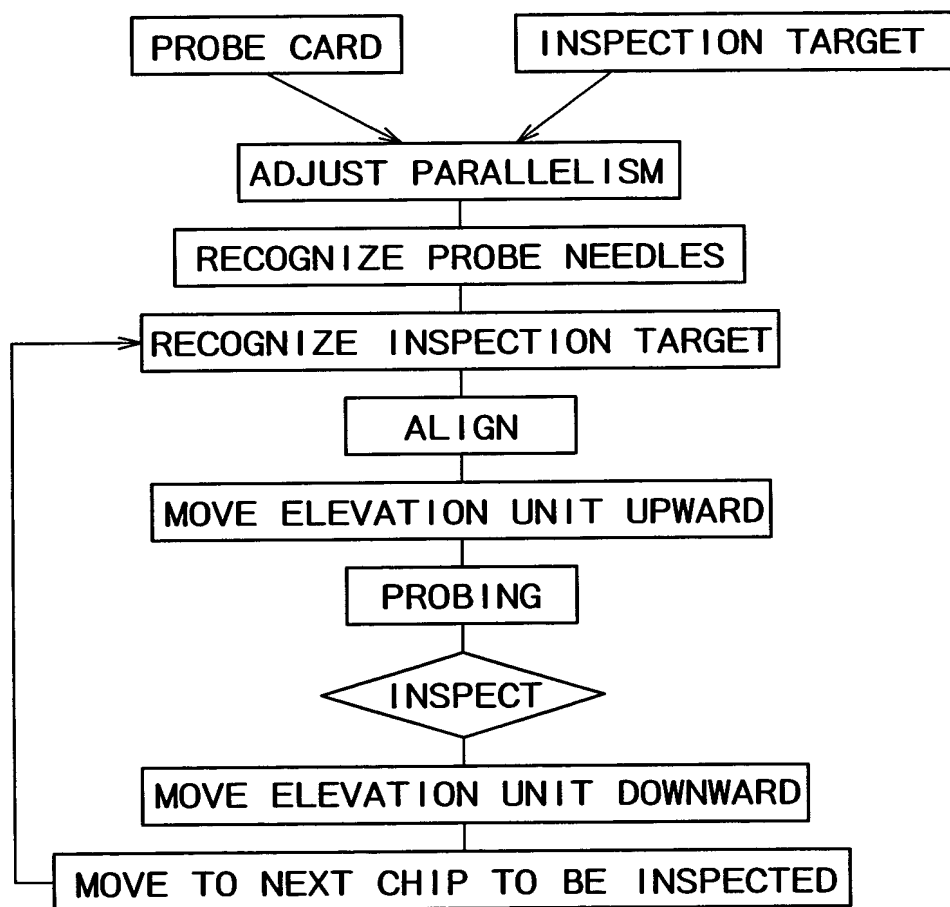 PROBE CARD
INSPECTION TARGET
ADJUST PARALLELISM
RECOGNIZE PROBE NEEDLES
RECOGNIZE INSPECTION TARGET
ALIGN
MOVE ELEVATION UNIT UPWARD
PROBING
INSPECT
MOVE ELEVATION UNIT DOWNWARD
MOVE TO NEXT CHIP TO BE INSPECTED